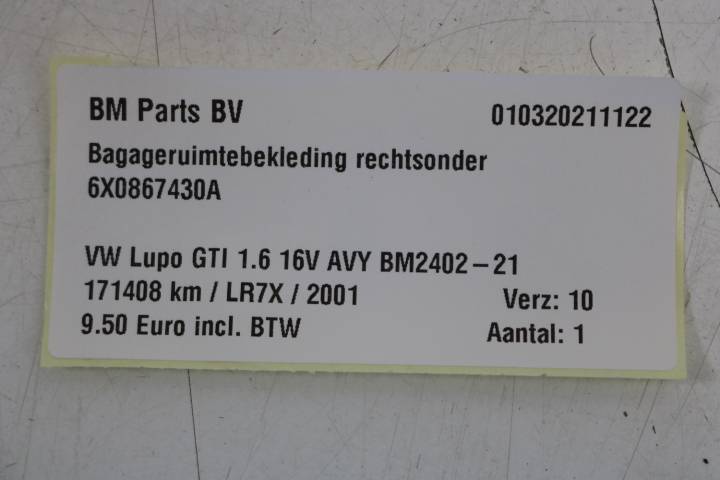 BM Parts BV 010320211122
Bagageruimtebekleding rechtsonder
6X0867430A
VW Lupo GTI 1.6 16V AVY BM2402-21
171408 km / LR7X / 2001 Verz: 10
9.50 Euro incl. BTW Aantal: 1